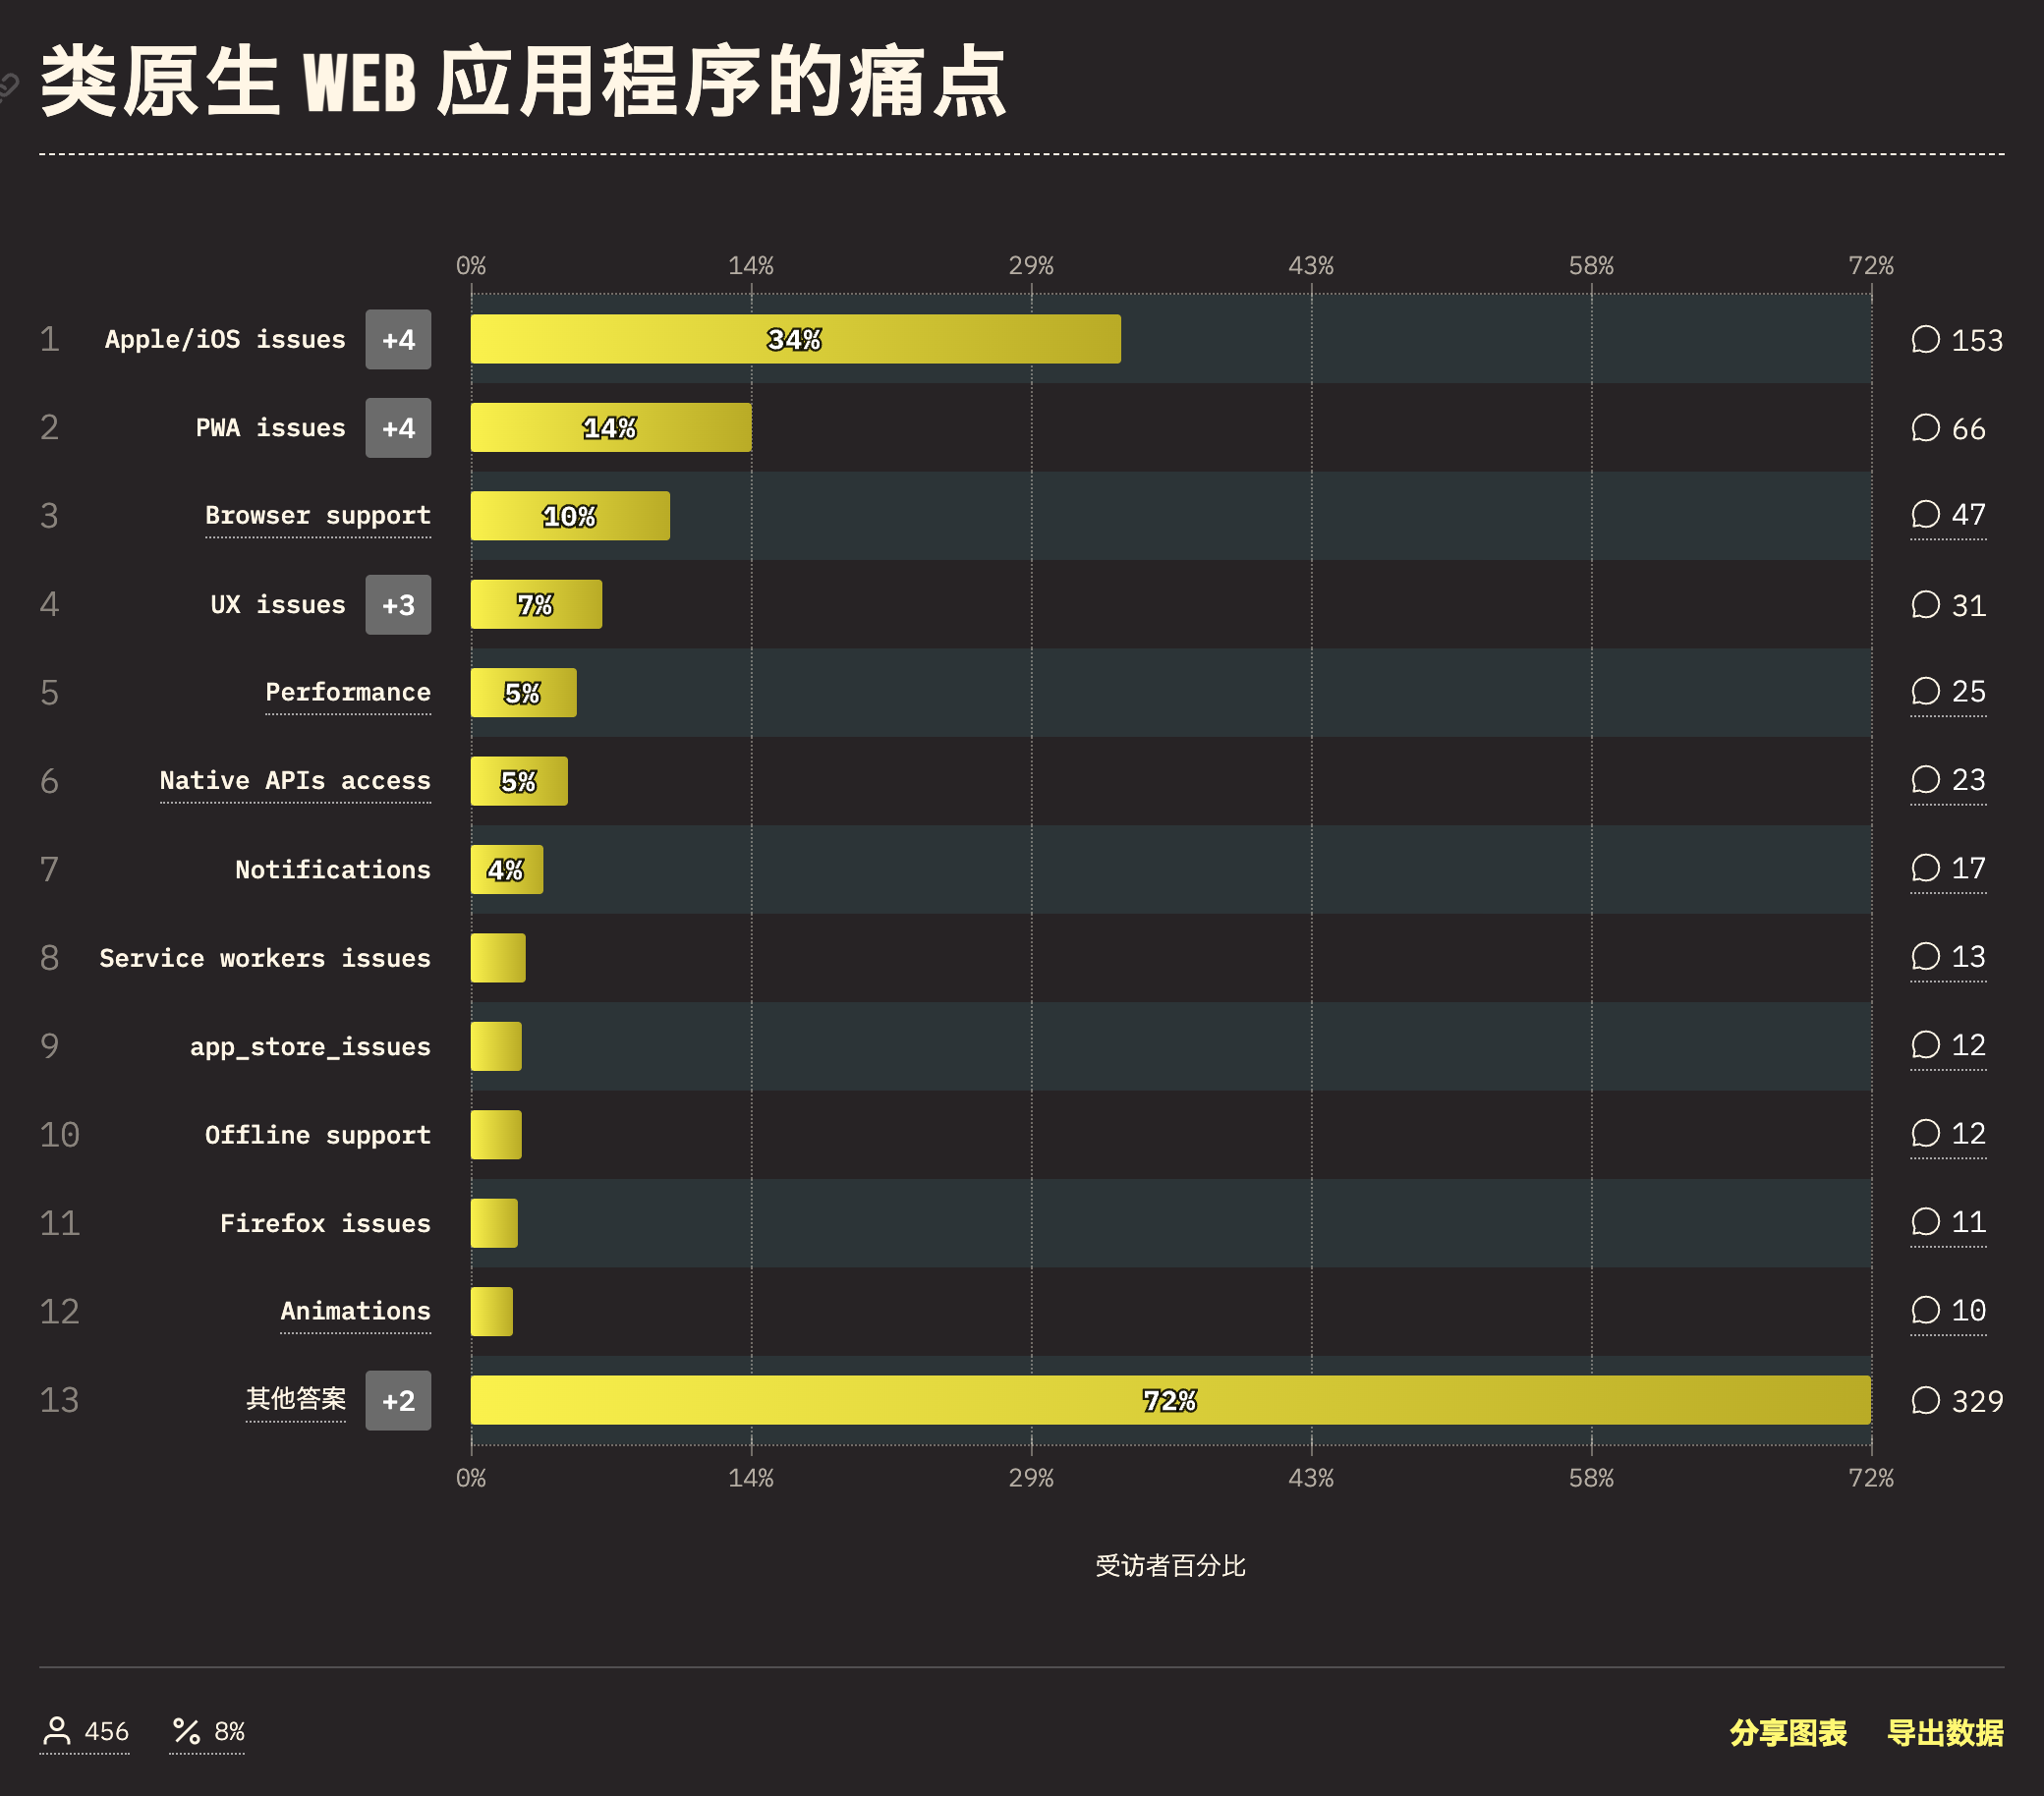 类原生 WEB 应用程序的痛点
0% 14% 29% 43% 58% 72%
1 Apple/iOS issues +4 34% 153
2 PWA issues +4 14% 66
3 Browser support 10% 47
4 UX issues +3 7% 31
5 Performance 5% 25
6 Native APIs access 5% 23
7 Notifications 4% 17
8 Service workers issues 13
9 app_store_issues 12
10 Offline support 12
11 Firefox issues 11
12 Animations 10
13 其他答案 +2 72% 329
0% 14% 29% 43% 58% 72%
受访者百分比
456 8% 分享图表 导出数据